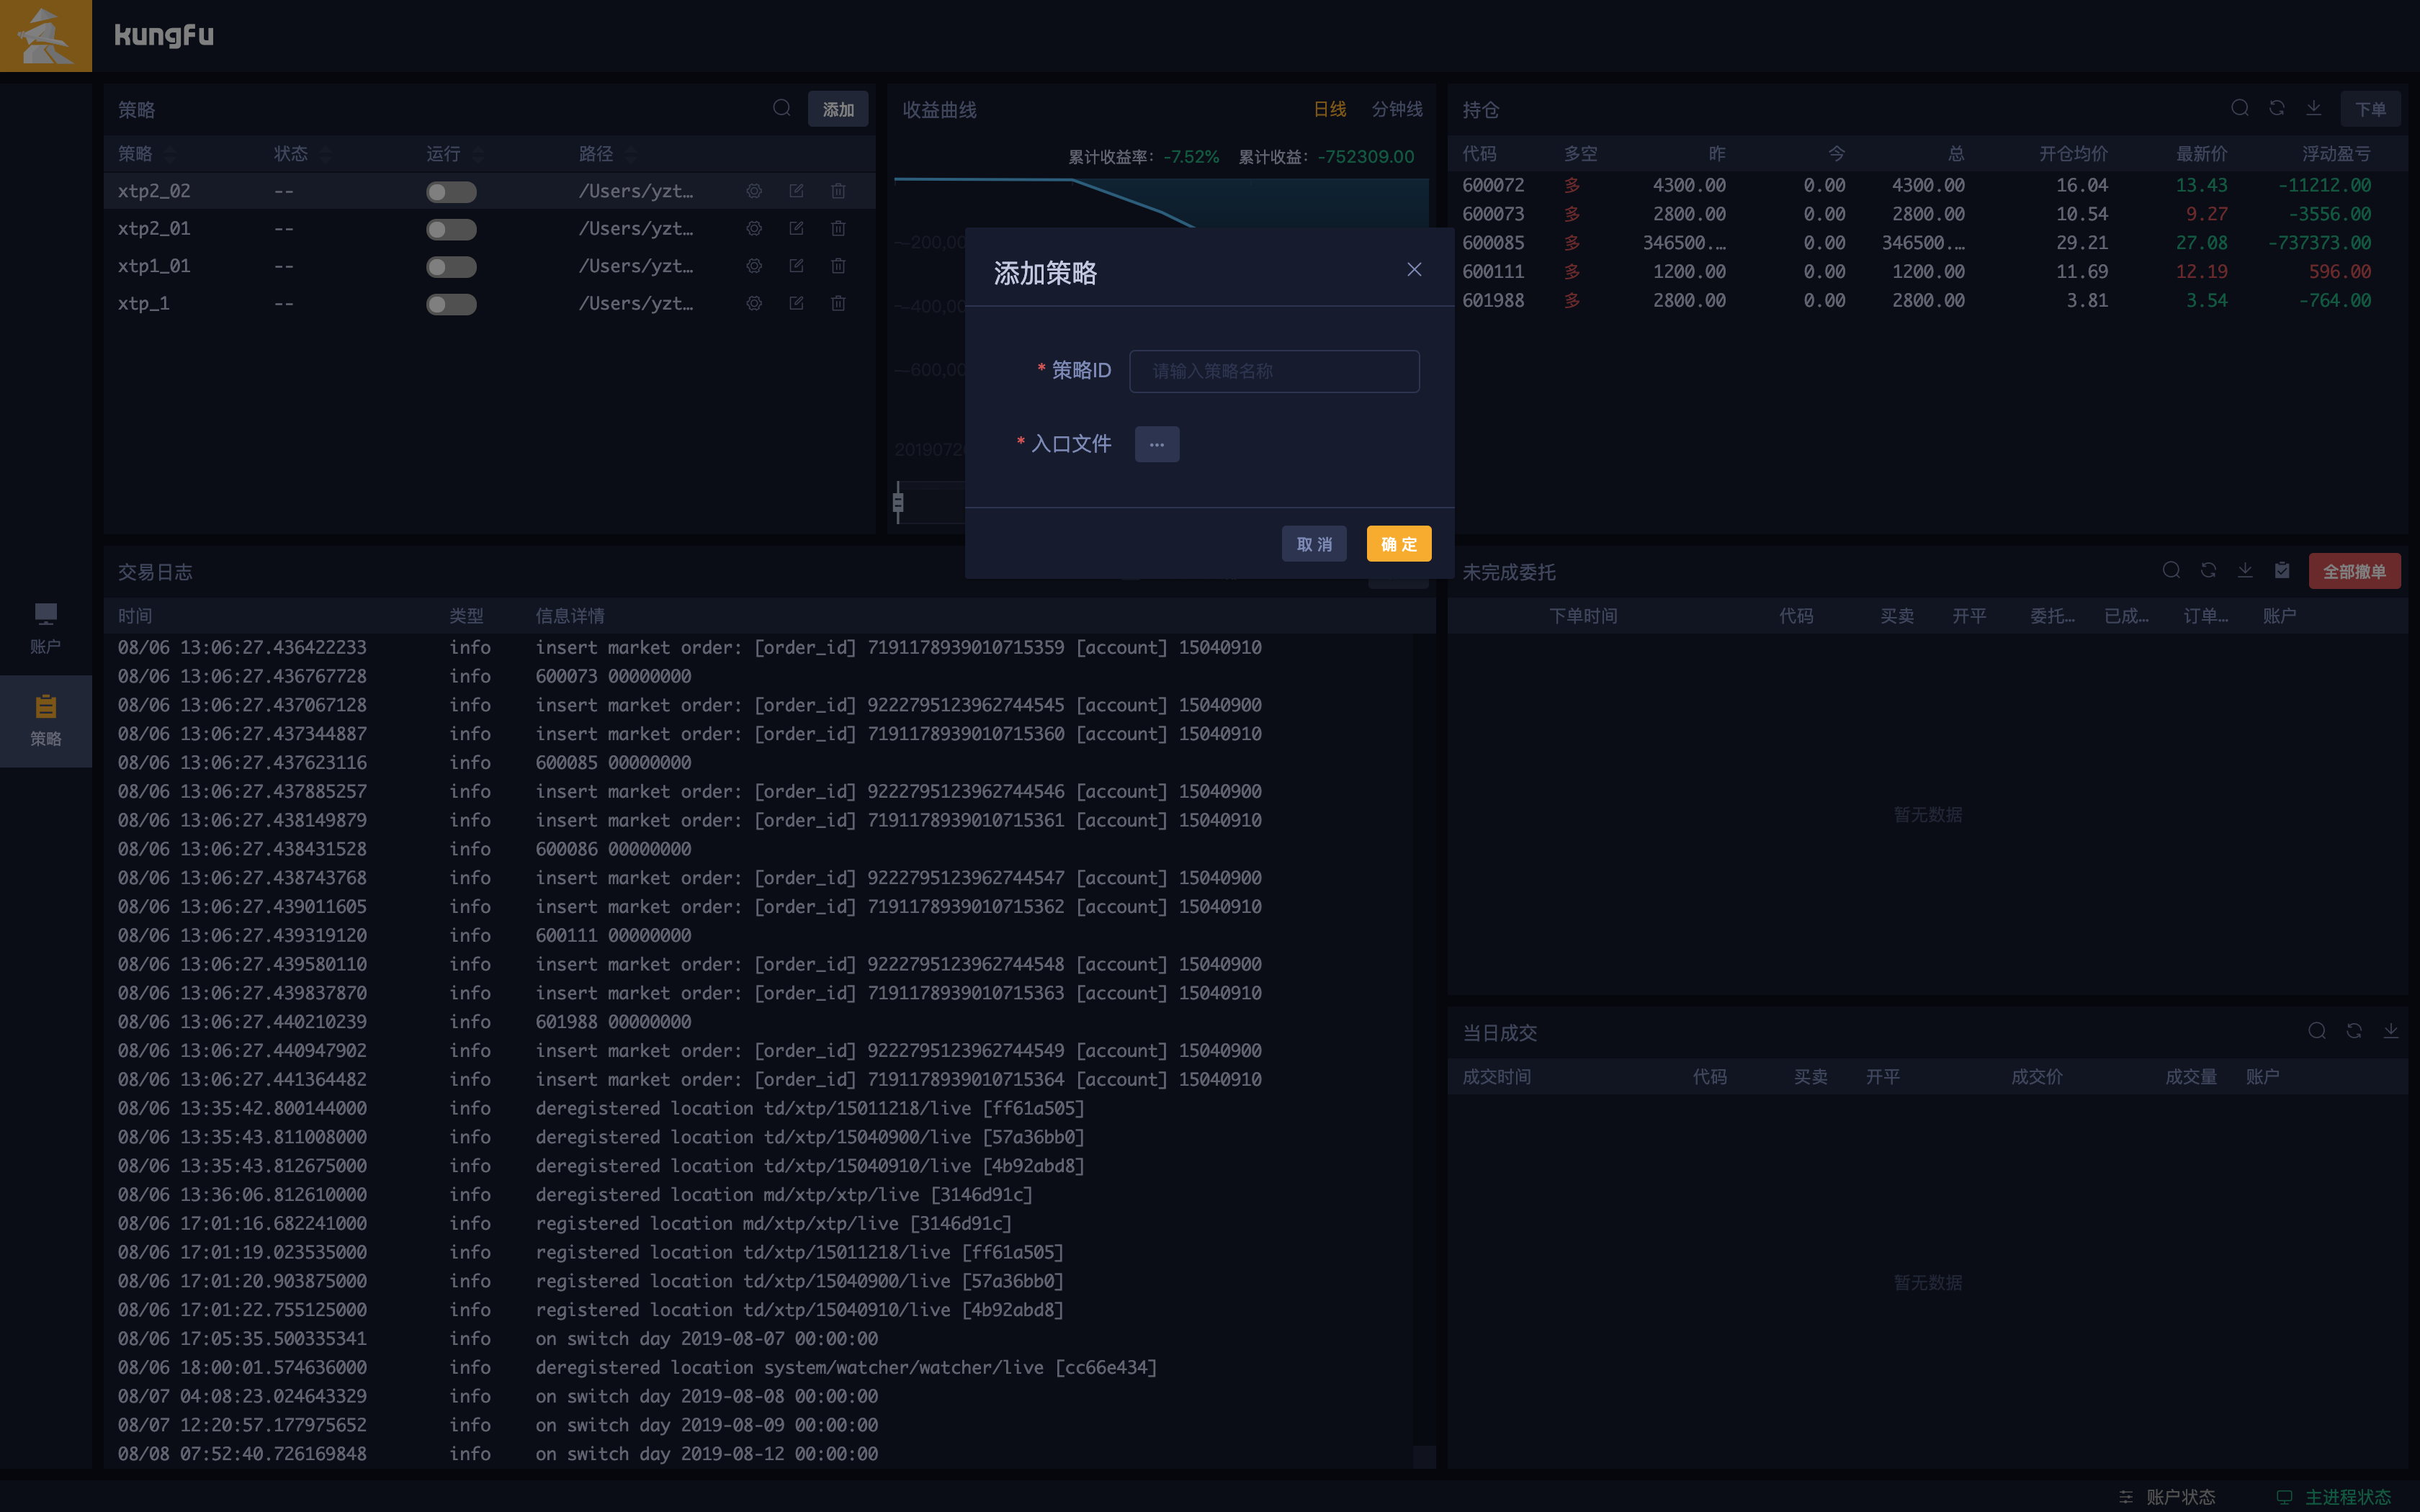 kungfu
策略
添加
策略 状态 运行 路径
xtp2_02 -- /Users/yzt…
xtp2_01 -- /Users/yzt…
xtp1_01 -- /Users/yzt…
xtp_1 -- /Users/yzt…
收益曲线 日线 分钟线
累计收益率: -7.52% 累计收益: -752309.00
持仓 下单
代码 多空 昨 今 总 开仓均价 最新价 浮动盈亏
600072 多 4300.00 0.00 4300.00 16.04 13.43 -11212.00
600073 多 2800.00 0.00 2800.00 10.54 9.27 -3556.00
600085 多 346500.… 0.00 346500.… 29.21 27.08 -737373.00
600111 多 1200.00 0.00 1200.00 11.69 12.19 596.00
601988 多 2800.00 0.00 2800.00 3.81 3.54 -764.00
添加策略
* 策略ID 请输入策略名称
* 入口文件 ···
取 消 确 定
账户
策略
交易日志
时间 类型 信息详情
08/06 13:06:27.436422233 info insert market order: [order_id] 7191178939010715359 [account] 15040910
08/06 13:06:27.436767728 info 600073 00000000
08/06 13:06:27.437067128 info insert market order: [order_id] 9222795123962744545 [account] 15040900
08/06 13:06:27.437344887 info insert market order: [order_id] 7191178939010715360 [account] 15040910
08/06 13:06:27.437623116 info 600085 00000000
08/06 13:06:27.437885257 info insert market order: [order_id] 9222795123962744546 [account] 15040900
08/06 13:06:27.438149879 info insert market order: [order_id] 7191178939010715361 [account] 15040910
08/06 13:06:27.438431528 info 600086 00000000
08/06 13:06:27.438743768 info insert market order: [order_id] 9222795123962744547 [account] 15040900
08/06 13:06:27.439011605 info insert market order: [order_id] 7191178939010715362 [account] 15040910
08/06 13:06:27.439319120 info 600111 00000000
08/06 13:06:27.439580110 info insert market order: [order_id] 9222795123962744548 [account] 15040900
08/06 13:06:27.439837870 info insert market order: [order_id] 7191178939010715363 [account] 15040910
08/06 13:06:27.440210239 info 601988 00000000
08/06 13:06:27.440947902 info insert market order: [order_id] 9222795123962744549 [account] 15040900
08/06 13:06:27.441364482 info insert market order: [order_id] 7191178939010715364 [account] 15040910
08/06 13:35:42.800144000 info deregistered location td/xtp/15011218/live [ff61a505]
08/06 13:35:43.811008000 info deregistered location td/xtp/15040900/live [57a36bb0]
08/06 13:35:43.812675000 info deregistered location td/xtp/15040910/live [4b92abd8]
08/06 13:36:06.812610000 info deregistered location md/xtp/xtp/live [3146d91c]
08/06 17:01:16.682241000 info registered location md/xtp/xtp/live [3146d91c]
08/06 17:01:19.023535000 info registered location td/xtp/15011218/live [ff61a505]
08/06 17:01:20.903875000 info registered location td/xtp/15040900/live [57a36bb0]
08/06 17:01:22.755125000 info registered location td/xtp/15040910/live [4b92abd8]
08/06 17:05:35.500335341 info on switch day 2019-08-07 00:00:00
08/06 18:00:01.574636000 info deregistered location system/watcher/watcher/live [cc66e434]
08/07 04:08:23.024643329 info on switch day 2019-08-08 00:00:00
08/07 12:20:57.177975652 info on switch day 2019-08-09 00:00:00
08/08 07:52:40.726169848 info on switch day 2019-08-12 00:00:00
未完成委托 全部撤单
下单时间 代码 买卖 开平 委托… 已成… 订单… 账户
暂无数据
当日成交
成交时间 代码 买卖 开平 成交价 成交量 账户
暂无数据
账户状态 主进程状态